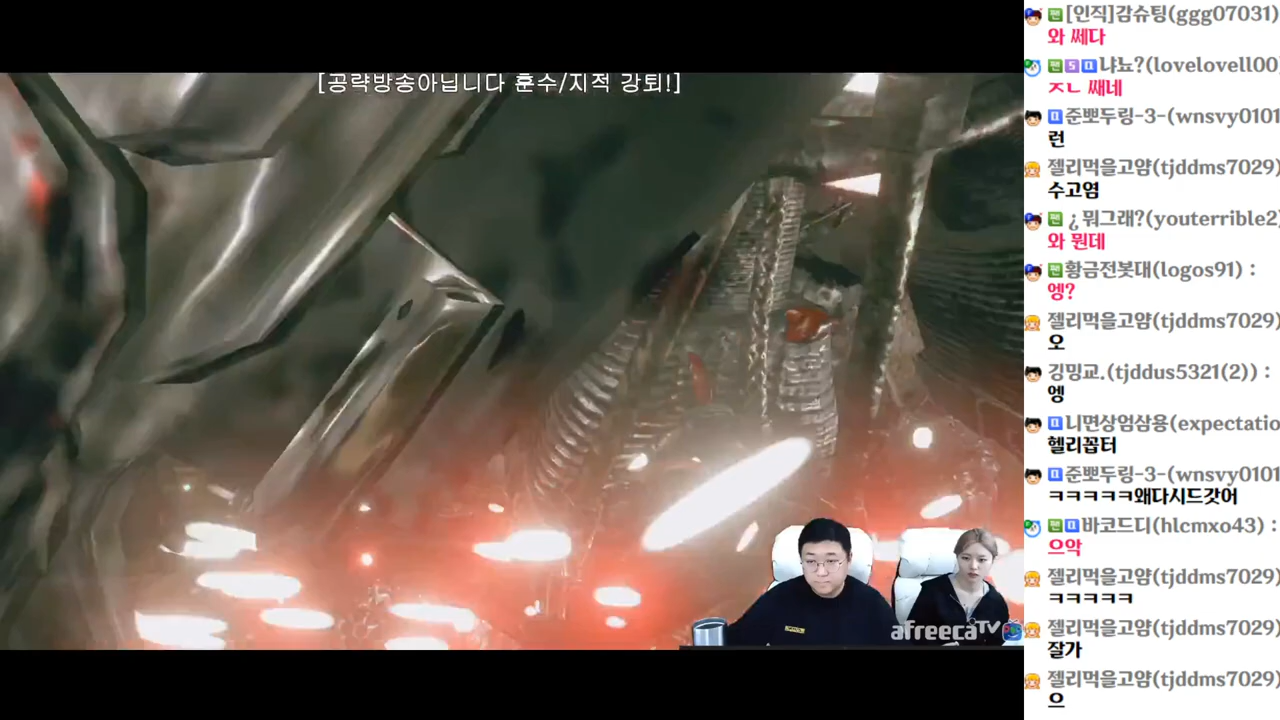 [공략방송아닙니다 훈수/지적 강퇴!]
[인직]감슈팅(ggg07031)
와 쎄다
냐뇨?(lovelovell00
ㅈㄴ 쌔네
준뽀두링-3-(wnsvy0101
런
젤리먹을고얌(tjddms7029)
수고염
¿뭐그래?(youterrible2)
와 뭔데
황금전봇대(logos91) :
엥?
젤리먹을고얌(tjddms7029)
오
깅밍교.(tjddus5321(2)) :
엥
니면상엄삼용(expectatio
헬리꼽터
준뽀두링-3-(wnsvy0101
ㅋㅋㅋㅋㅋ왜다시드갓어
바코드디(hlcmxo43) :
으악
젤리먹을고얌(tjddms7029)
ㅋㅋㅋㅋㅋ
젤리먹을고얌(tjddms7029)
잘가
젤리먹을고얌(tjddms7029)
으
afreecaTV